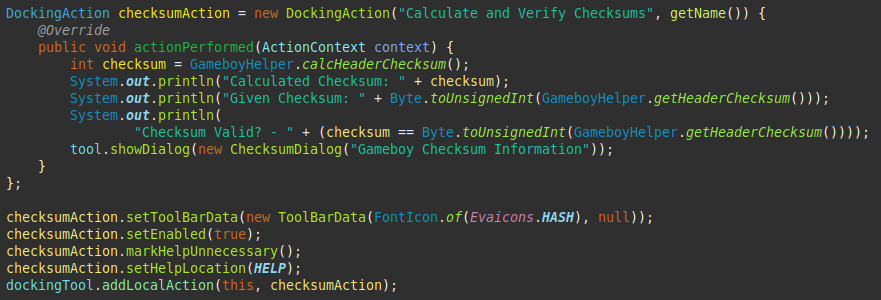 DockingAction checksumAction = new DockingAction("Calculate and Verify Checksums", getName()) {
    @Override
    public void actionPerformed(ActionContext context) {
        int checksum = GameboyHelper.calcHeaderChecksum();
        System.out.println("Calculated Checksum: " + checksum);
        System.out.println("Given Checksum: " + Byte.toUnsignedInt(GameboyHelper.getHeaderChecksum()));
        System.out.println(
                "Checksum Valid? - " + (checksum == Byte.toUnsignedInt(GameboyHelper.getHeaderChecksum())));
        tool.showDialog(new ChecksumDialog("Gameboy Checksum Information"));
    }
};

checksumAction.setToolBarData(new ToolBarData(FontIcon.of(Evaicons.HASH), null));
checksumAction.setEnabled(true);
checksumAction.markHelpUnnecessary();
checksumAction.setHelpLocation(HELP);
dockingTool.addLocalAction(this, checksumAction);